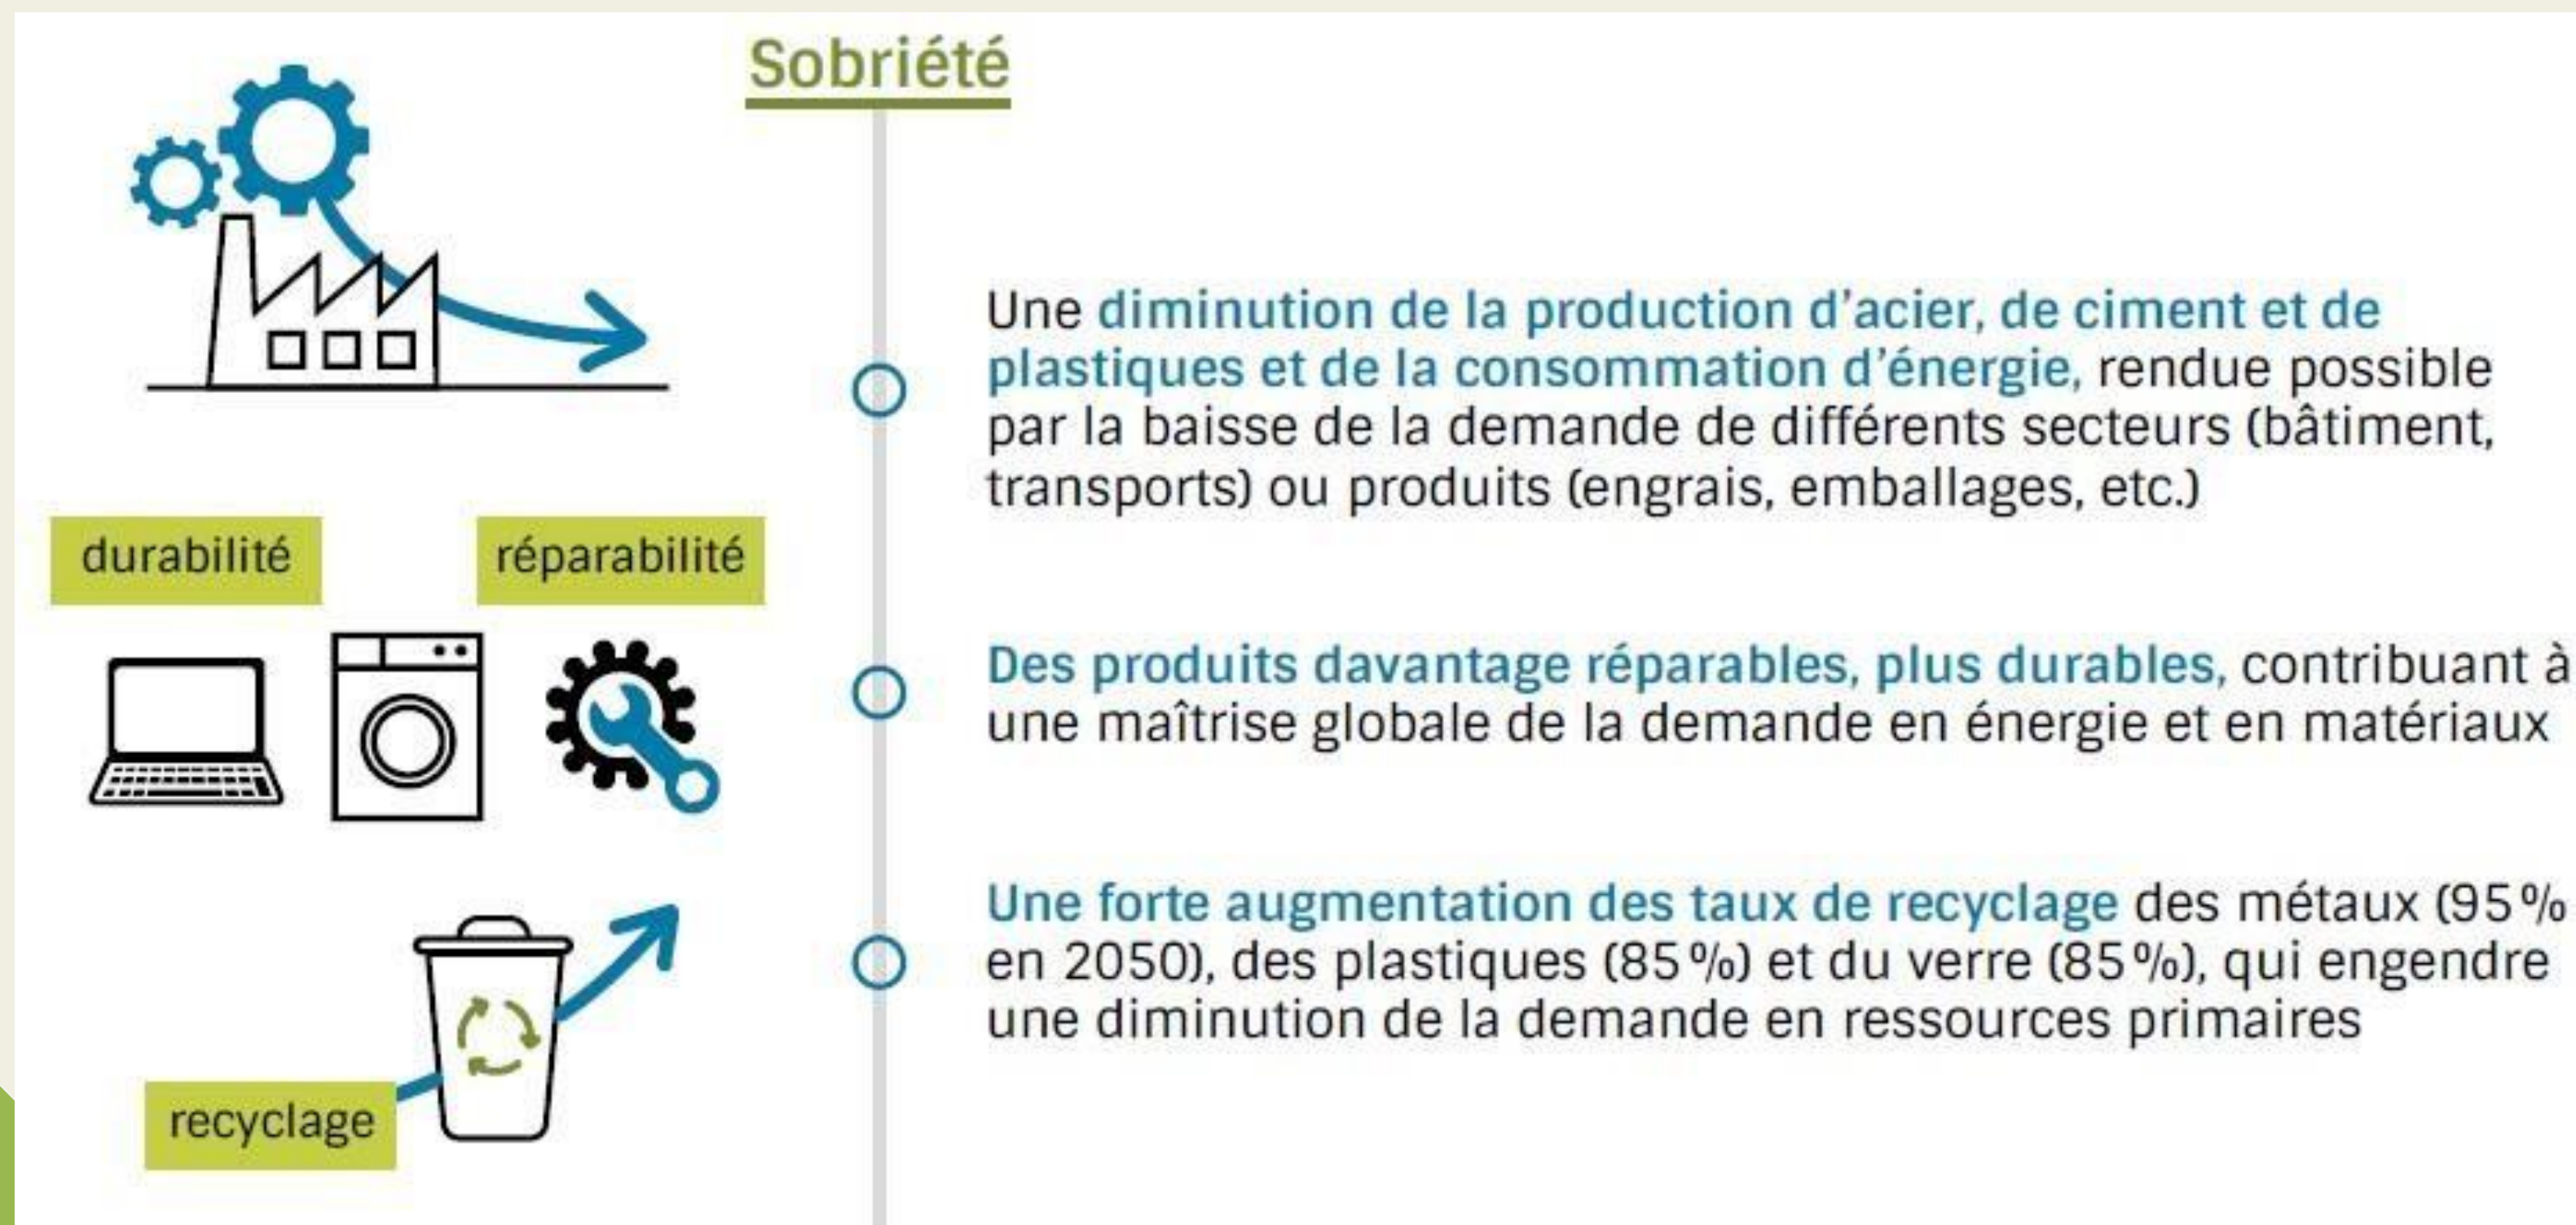 Sobriété
Une diminution de la production d'acier, de ciment et de
plastiques et de la consommation d'énergie, rendue possible
par la baisse de la demande de différents secteurs (bâtiment,
transports) ou produits (engrais, emballages, etc.)
durabilité
réparabilité
Des produits davantage réparables, plus durables, contribuant à
une maîtrise globale de la demande en énergie et en matériaux
Une forte augmentation des taux de recyclage des métaux (95 %
en 2050), des plastiques (85 %) et du verre (85 %), qui engendre
une diminution de la demande en ressources primaires
recyclage